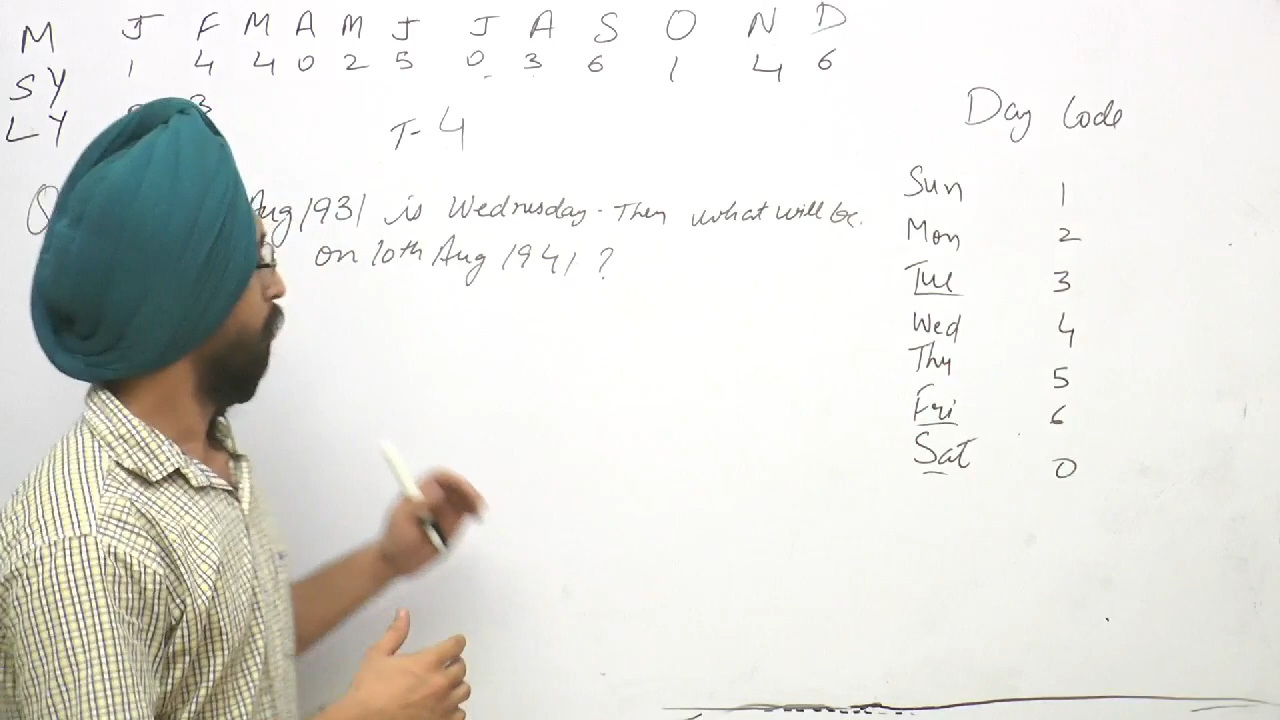 M J F M A M J J A S O N D
SY 1 4 4 0 2 5 0 3 6 1 4 6
LY 3
T- 4
Day Code
Q Aug 1931 is Wednesday. Then what will be
on 10th Aug 1941 ?
Sun 1
Mon 2
Tue 3
Wed 4
Thu 5
Fri 6
Sat 0